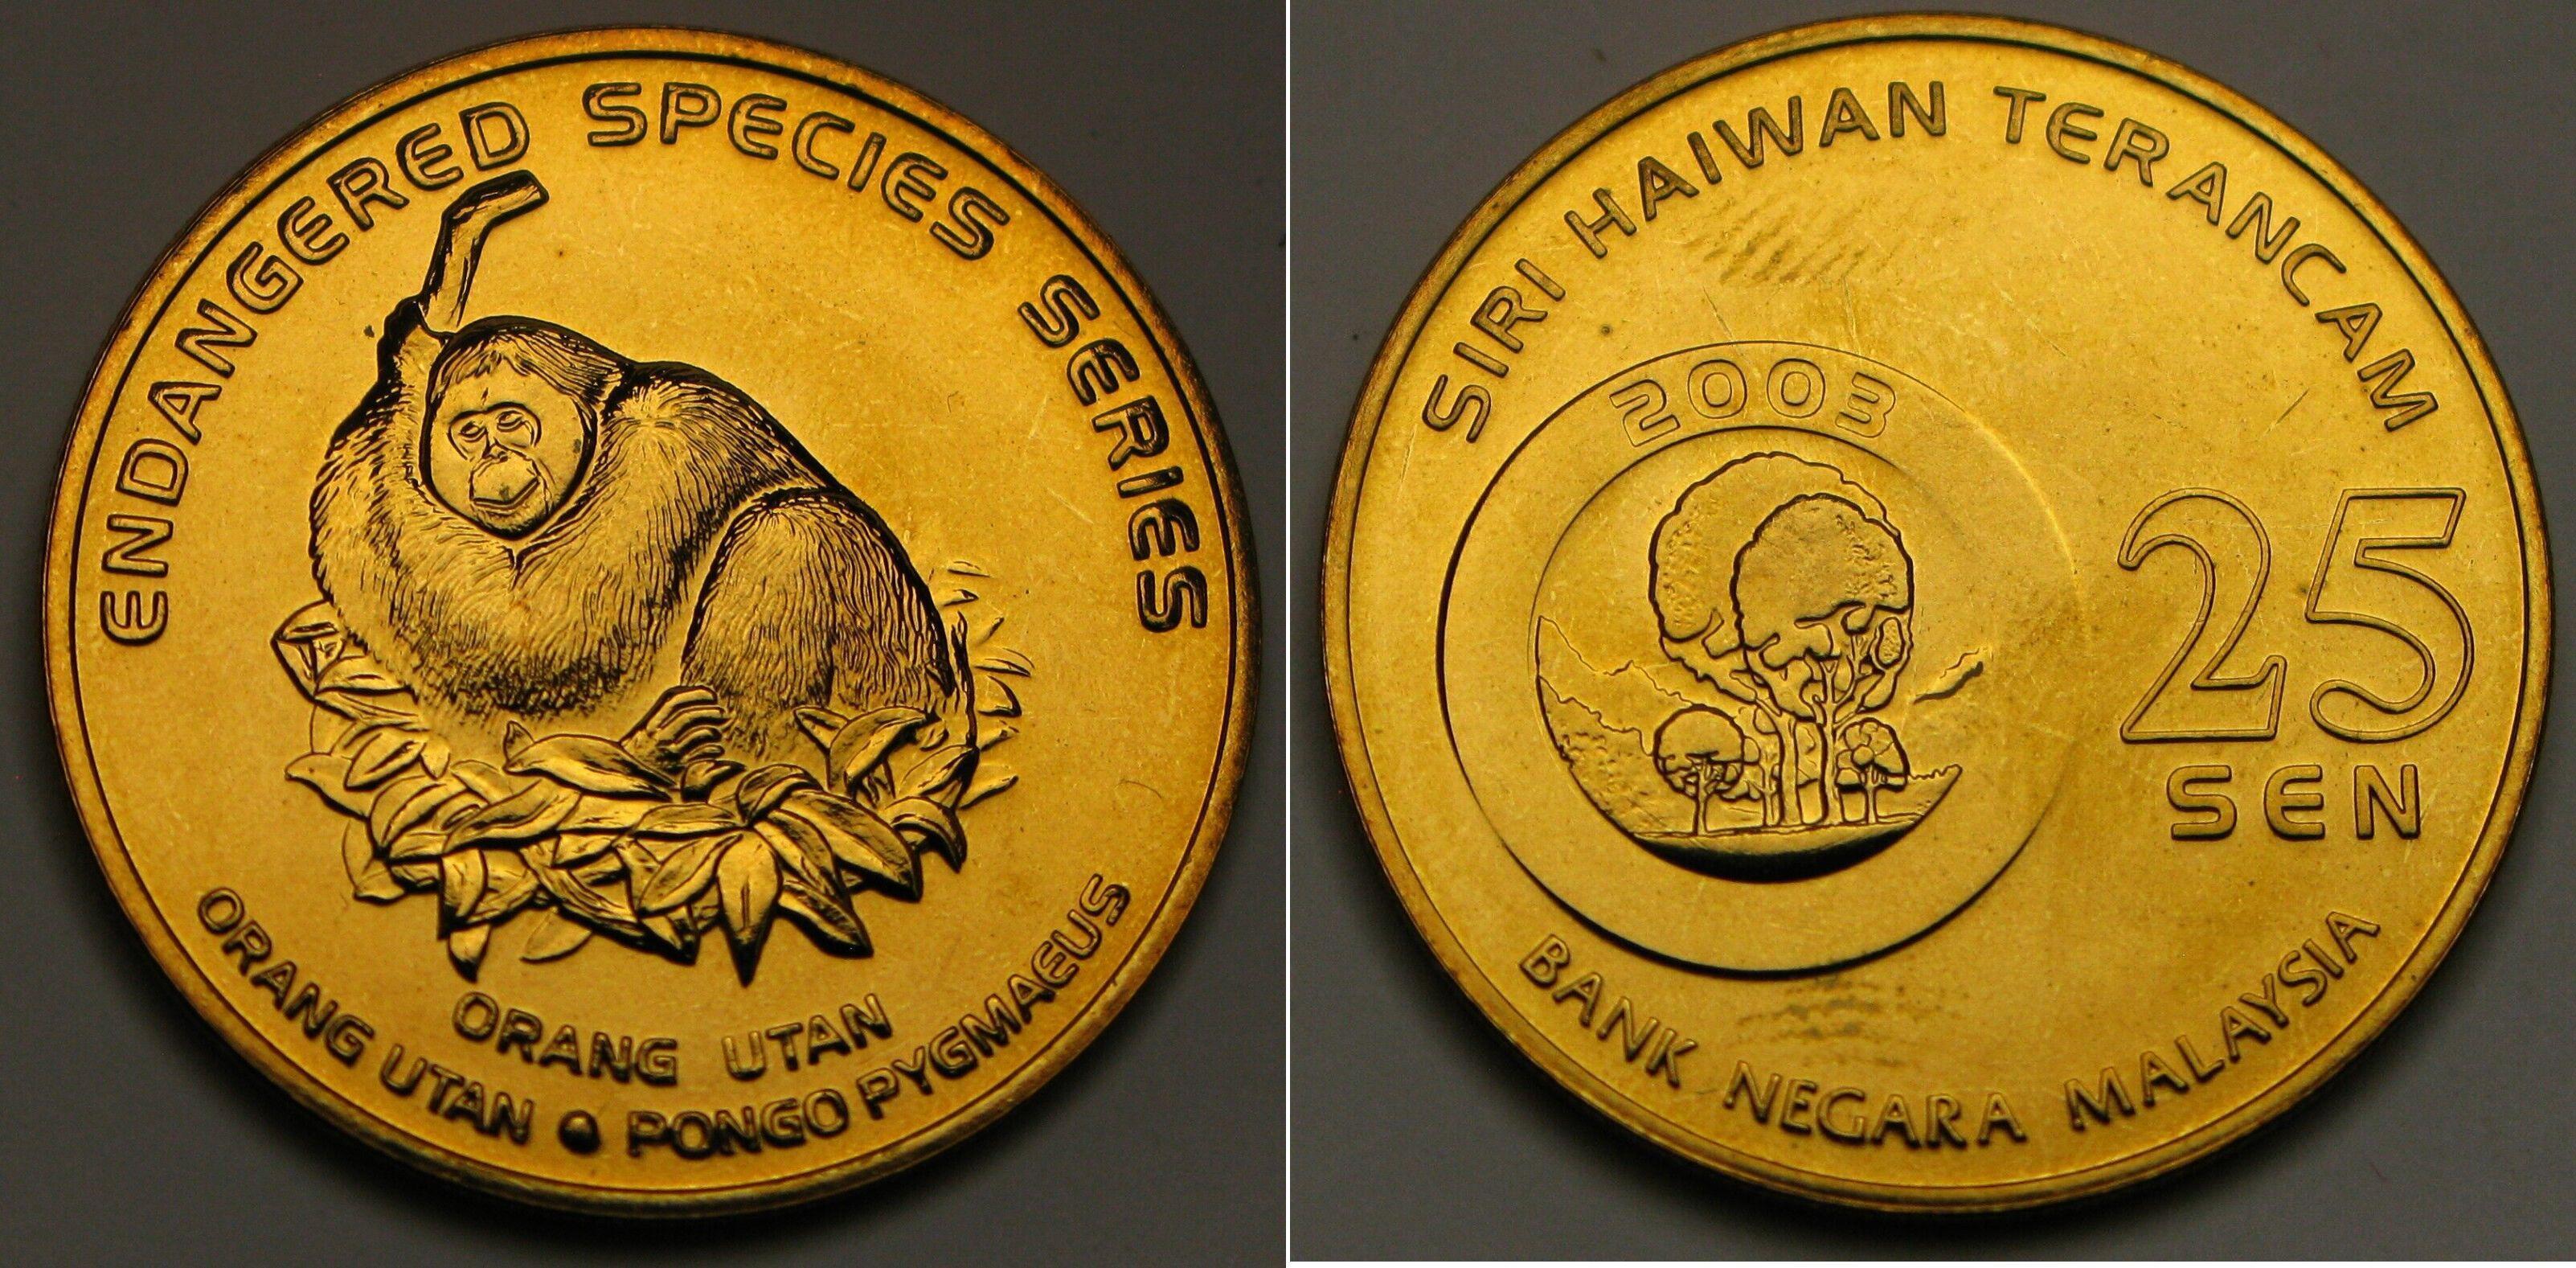 ENDANGERED SPECIES SERIES
ORANG UTAN
ORANG UTAN ● PONGO PYGMAEUS
SIRI HAIWAN TERANCAM
2003
25
SEN
BANK NEGARA MALAYSIA